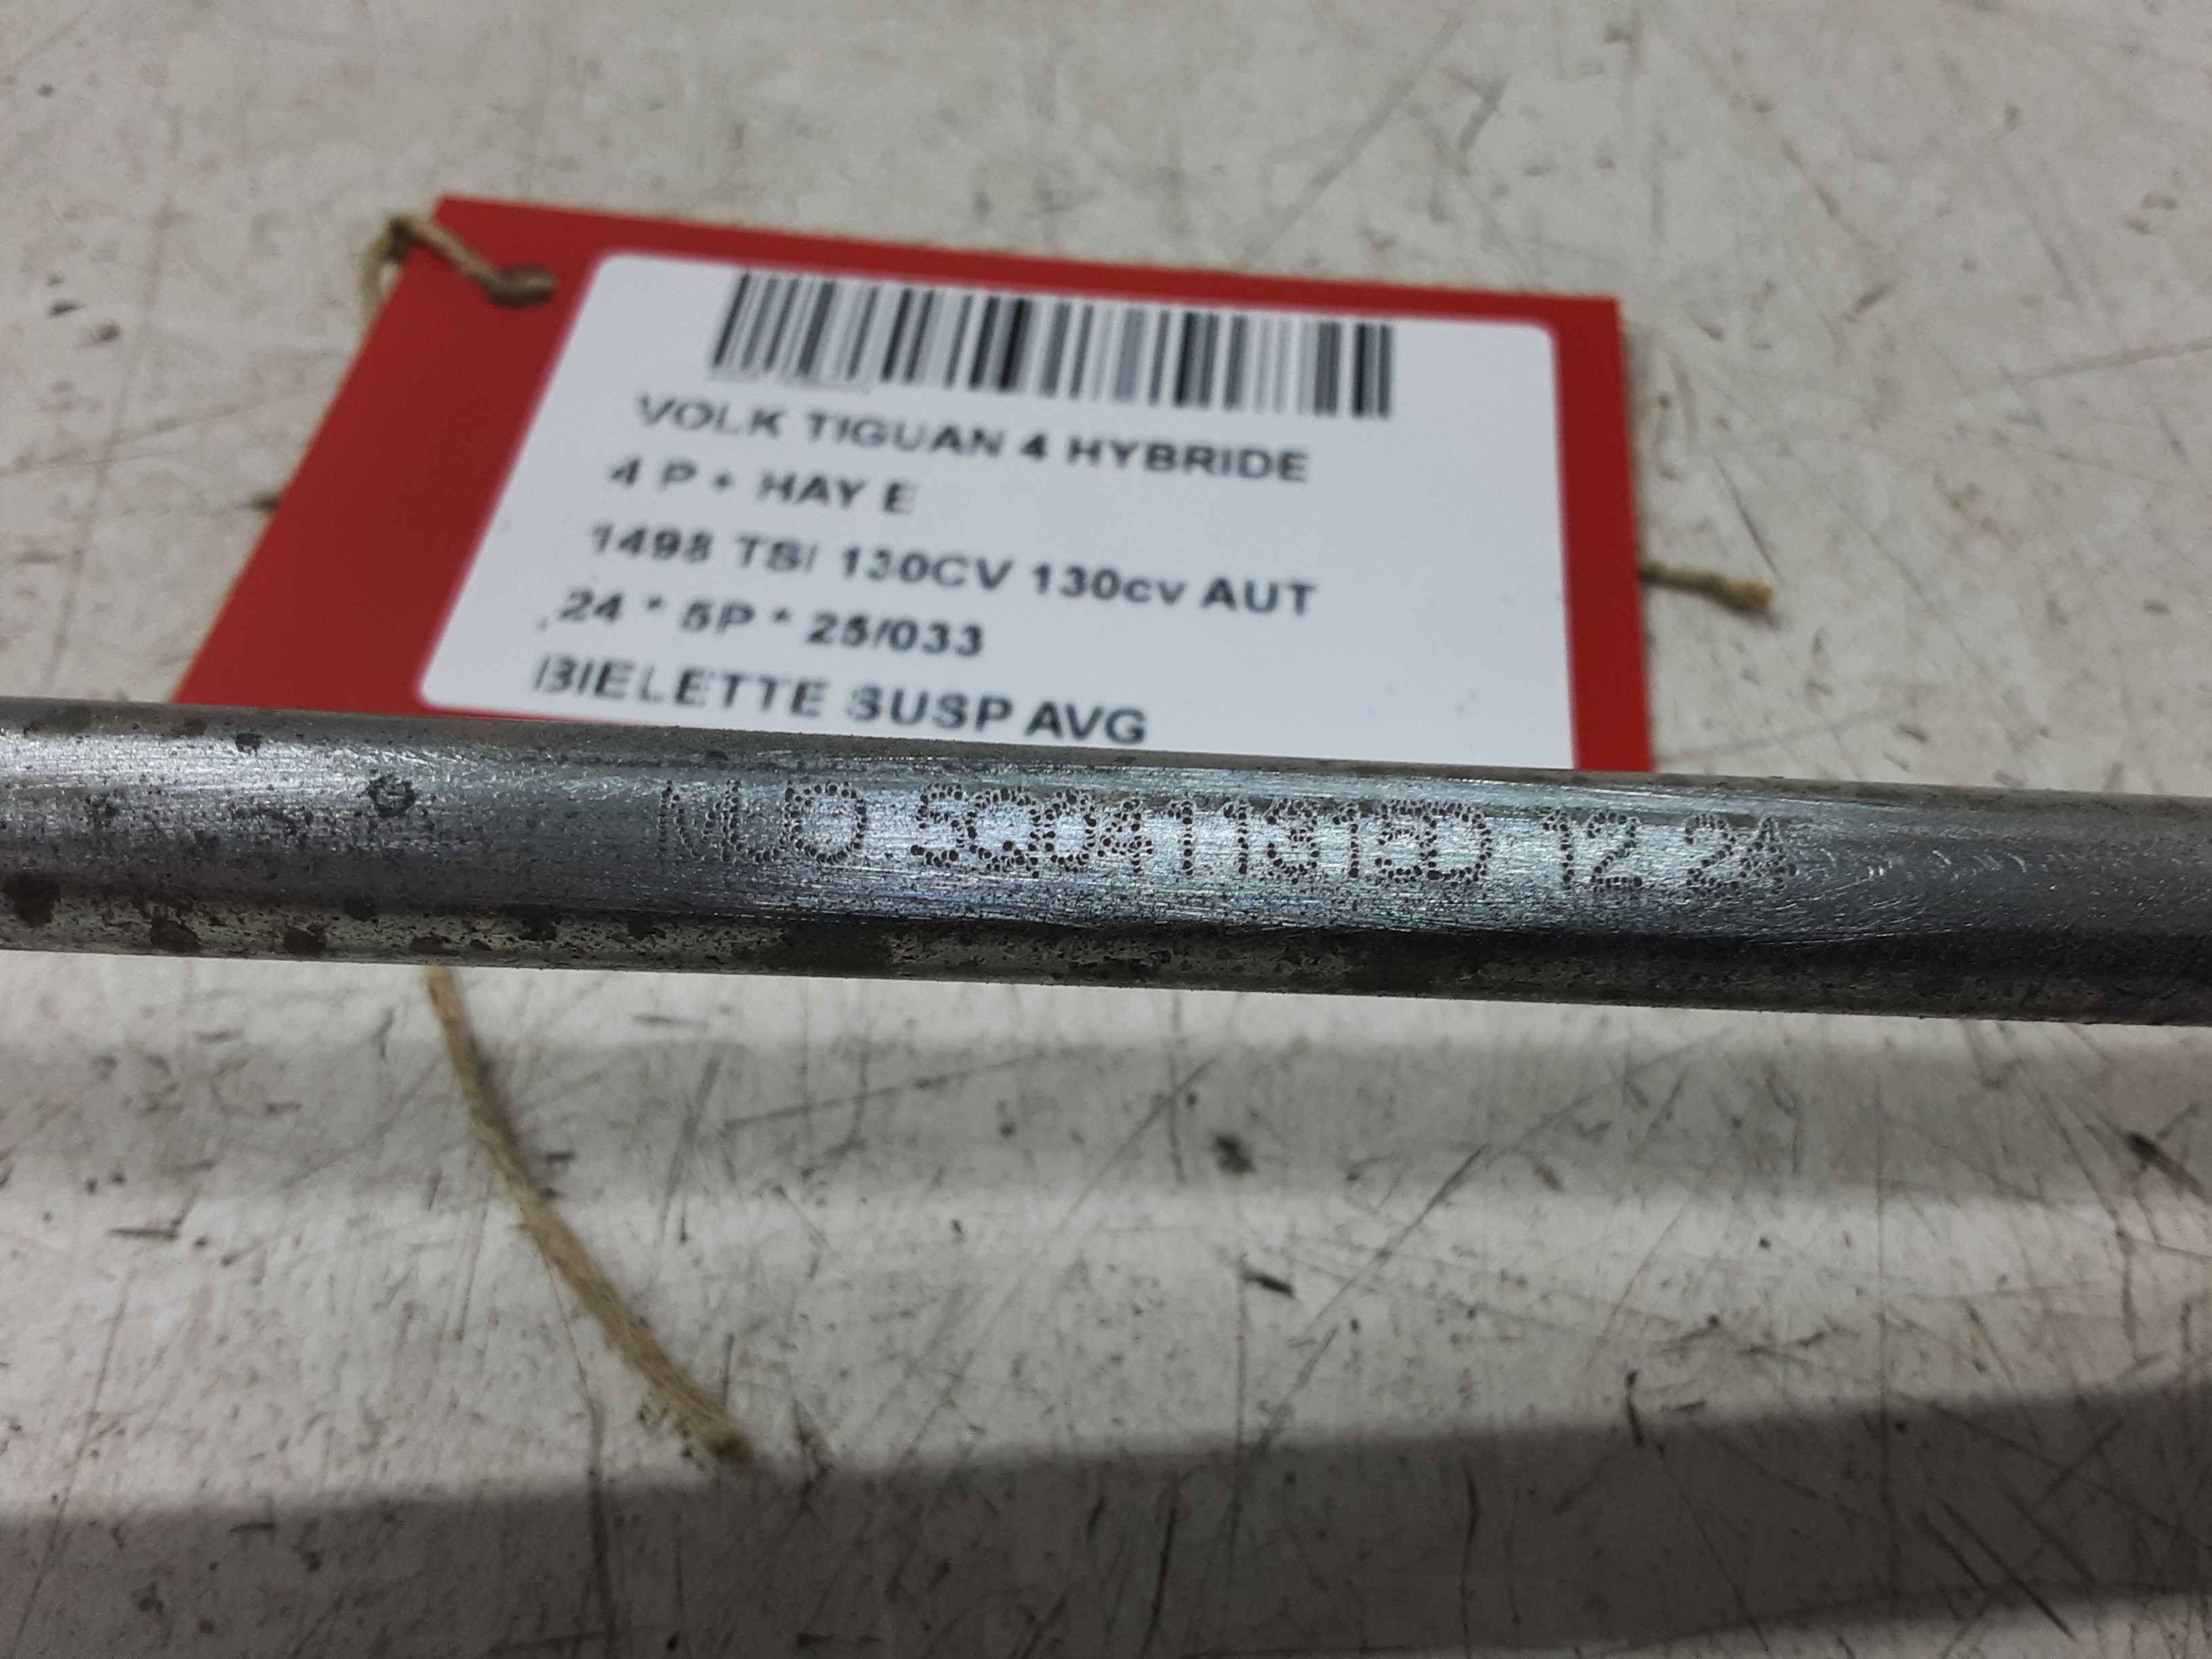 VOLK TIGUAN 4 HYBRIDE
4 P + HAY E
1498 TSI 130CV 130cv AUT
.24 * 5P * 25/033
BIELETTE SUSP AVG
12 24